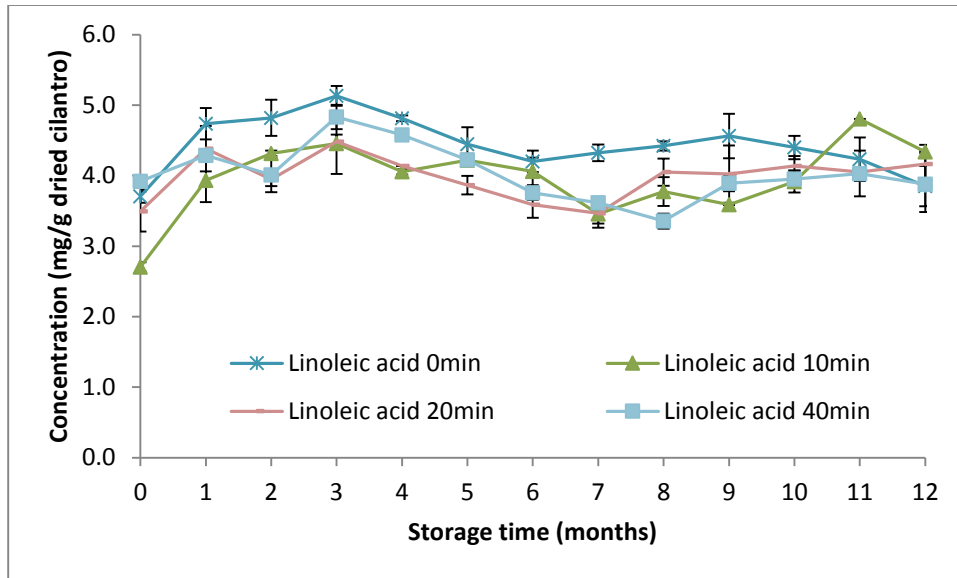 Concentration (mg/g dried cilantro)
6.0
5.0
4.0
3.0
2.0
1.0
0.0
Linoleic acid 0min Linoleic acid 10min
Linoleic acid 20min Linoleic acid 40min
0 1 2 3 4 5 6 7 8 9 10 11 12
Storage time (months)